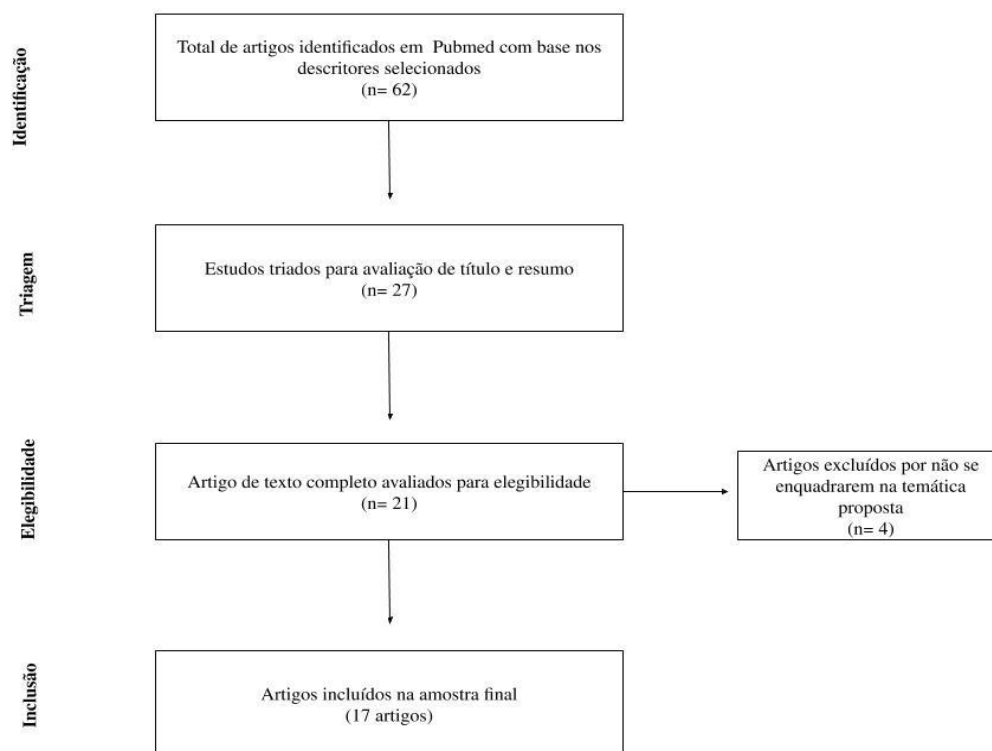 Identificação
Total de artigos identificados em Pubmed com base nos
descritores selecionados
(n= 62)
Triagem
Estudos triados para avaliação de título e resumo
(n= 27)
Elegibilidade
Artigo de texto completo avaliados para elegibilidade
(n= 21)
Artigos excluídos por não se
enquadrarem na temática
proposta
(n= 4)
Inclusão
Artigos incluídos na amostra final
(17 artigos)